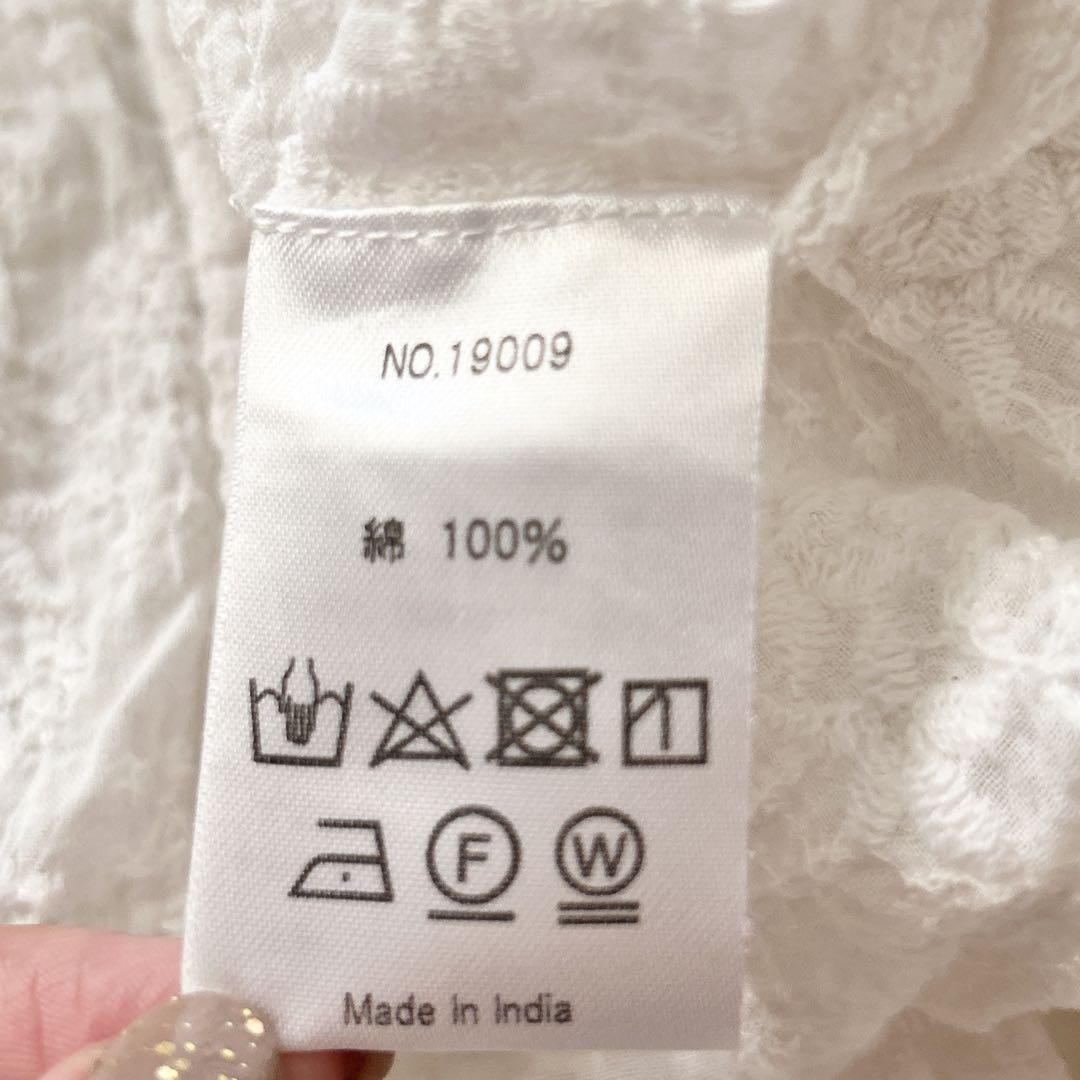 NO.19009
綿 100%
F W
Made In India